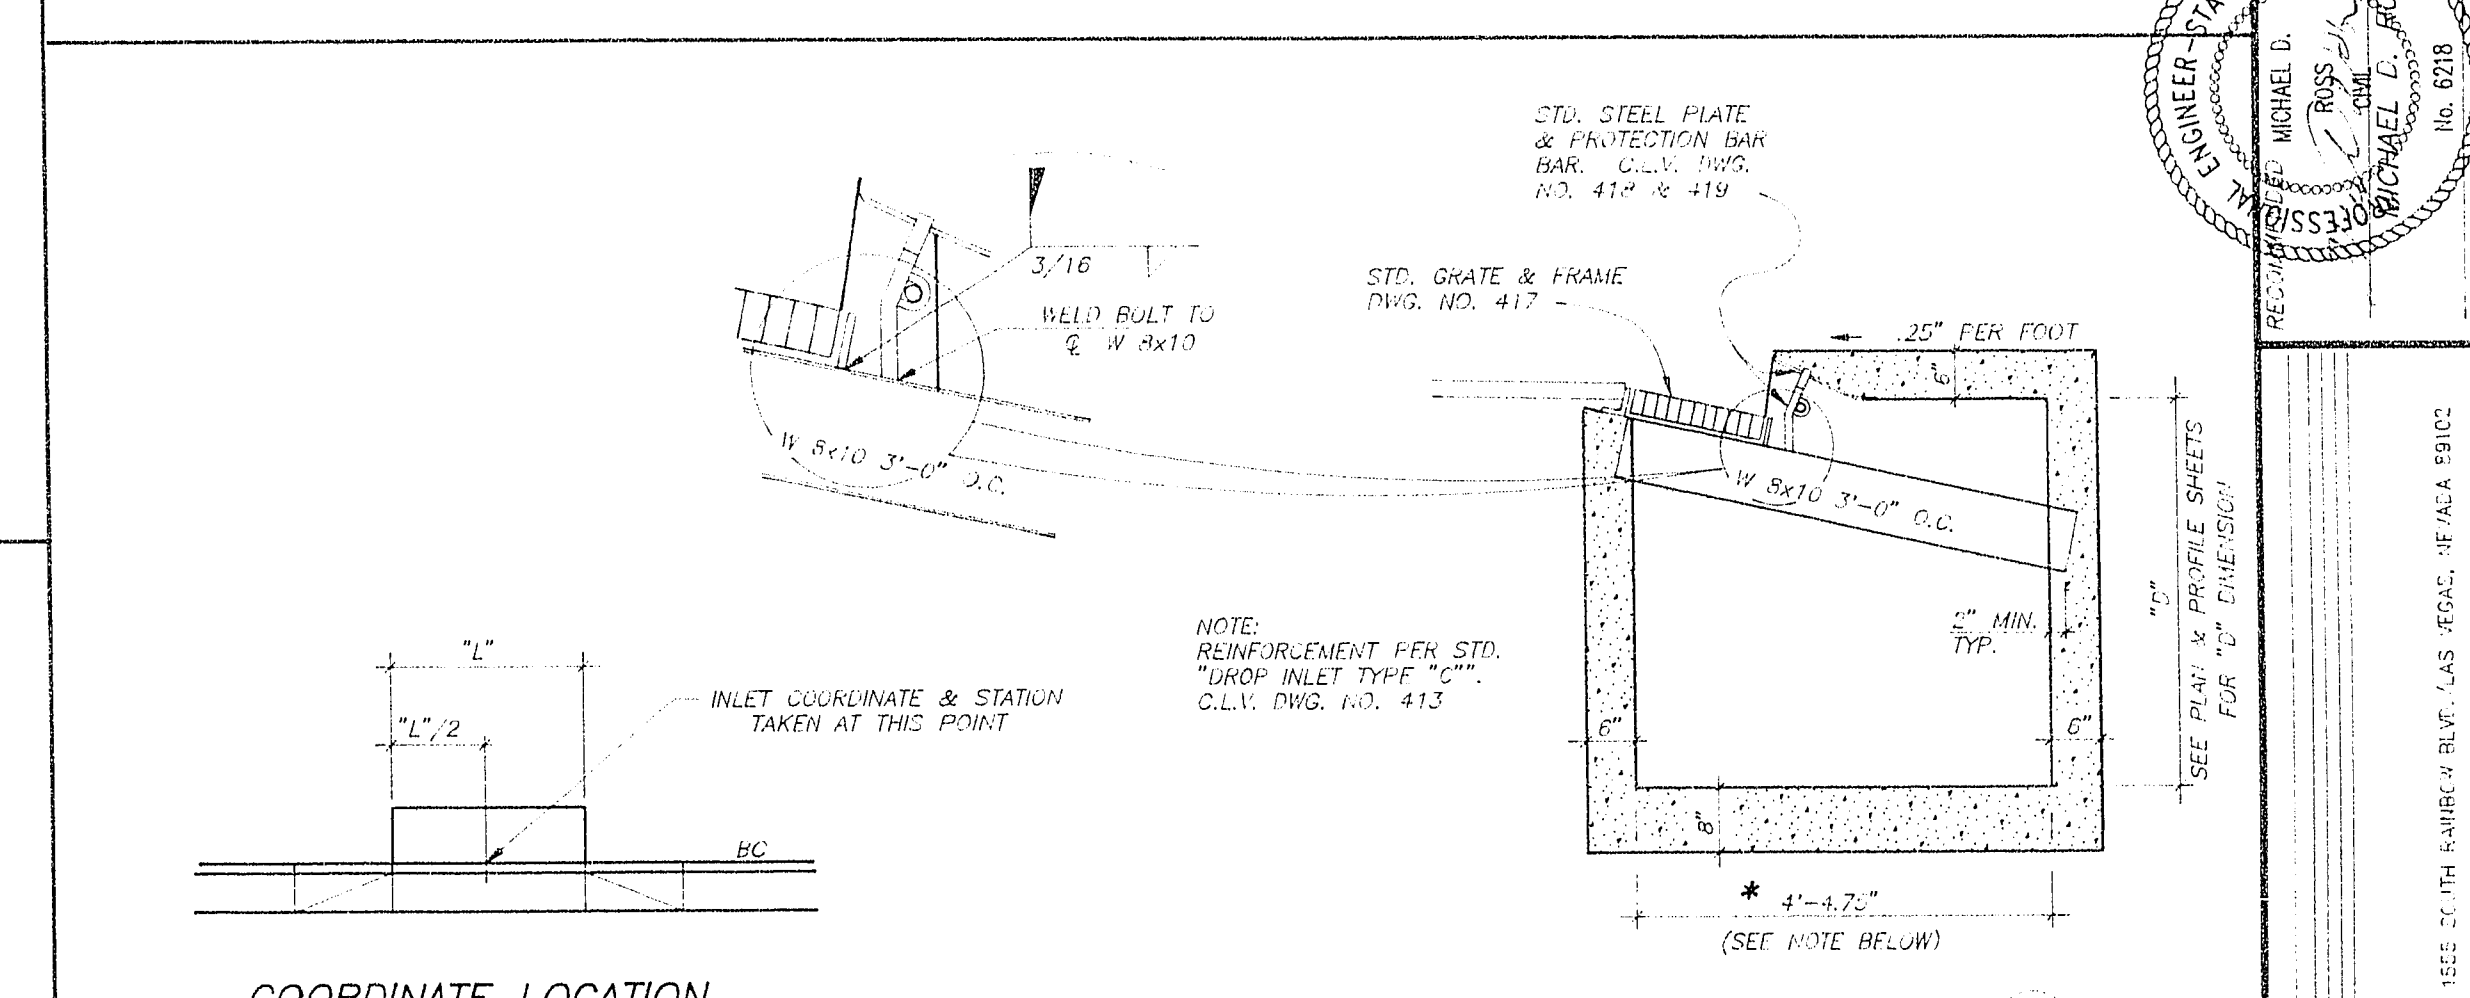 STD. STEEL PLATE
& PROTECTION BAR
BAR. C.L.V. DWG.
NO. 418 & 419
STD. GRATE & FRAME
DWG. NO. 417
3/16
WELD BOLT TO
℄ W 8x10
W 8x10 3'-0" O.C.
.25" PER FOOT
6"
W 8x10 3'-0" O.C.
"D"
SEE PLAN & PROFILE SHEETS
FOR "D" DIMENSION
2" MIN.
TYP.
NOTE:
REINFORCEMENT PER STD.
"DROP INLET TYPE "C"".
C.L.V. DWG. NO. 413
6"
6"
8"
* 4'-4.75"
(SEE NOTE BELOW)
"L"
"L"/2
INLET COORDINATE & STATION
TAKEN AT THIS POINT
BC
COORDINATE LOCATION
PROFESSIONAL ENGINEER-STA
RECOMMENDED
MICHAEL D.
ROSS
CIVIL
MICHAEL D. RO
No. 6218
1555 SOUTH RAINBOW BLVD./LAS VEGAS, NEVADA 89102